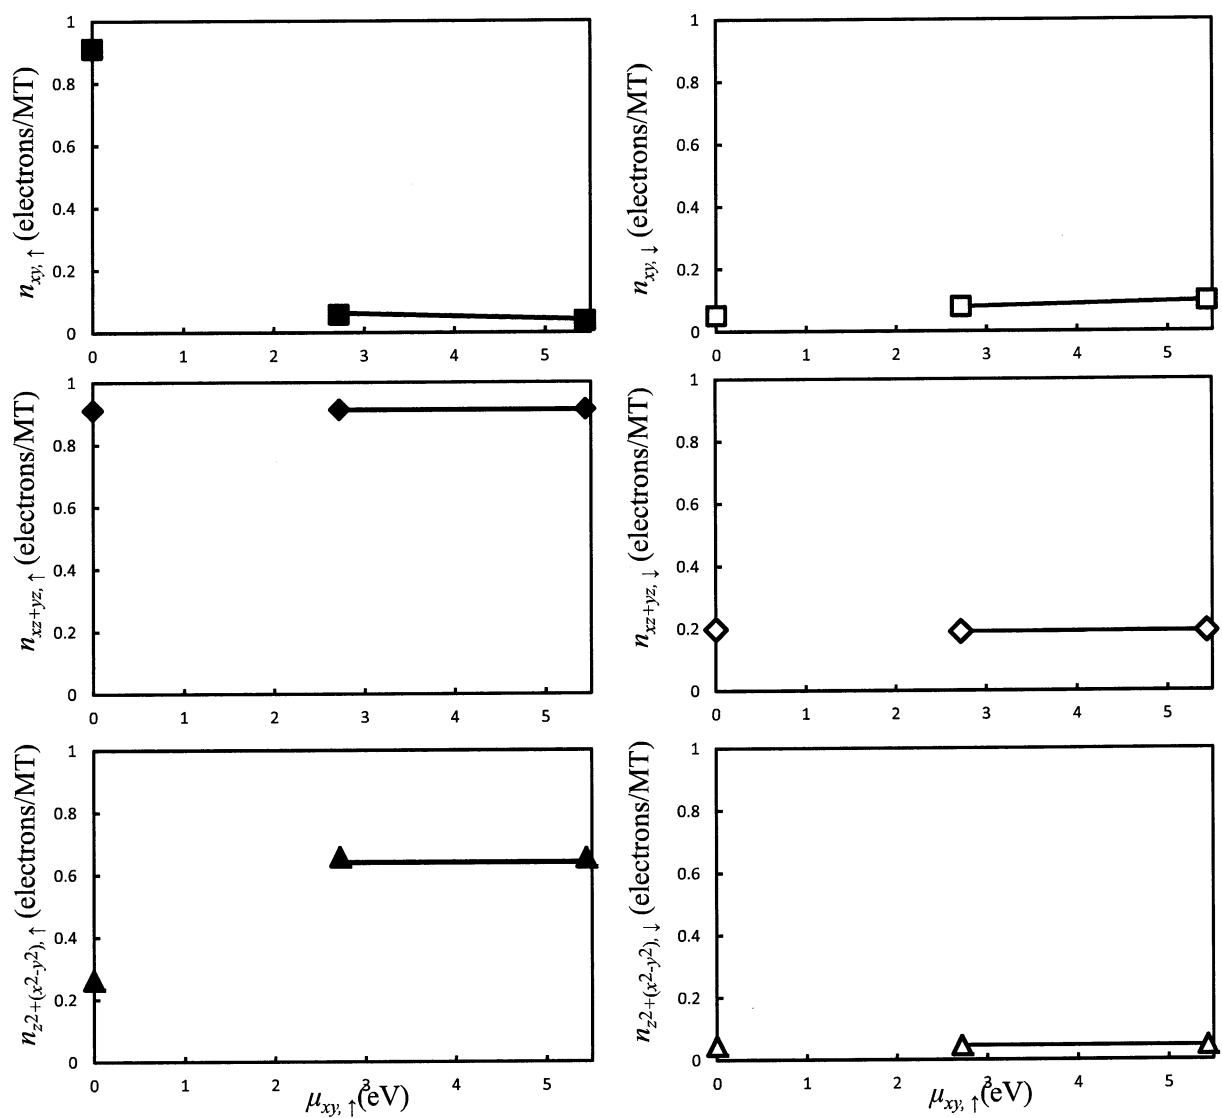 n_{xy,↑} (electrons/MT)
1
0.8
0.6
0.4
0.2
0
0 1 2 3 4 5
n_{xy,↓} (electrons/MT)
1
0.8
0.6
0.4
0.2
0
0 1 2 3 4 5
n_{xz+yz,↑} (electrons/MT)
1
0.8
0.6
0.4
0.2
0
0 1 2 3 4 5
n_{xz+yz,↓} (electrons/MT)
1
0.8
0.6
0.4
0.2
0
0 1 2 3 4 5
n_{z²+(x²-y²),↑} (electrons/MT)
1
0.8
0.6
0.4
0.2
0
0 1 2 3 4 5
μ_{xy,↑}(eV)
n_{z²+(x²-y²),↓} (electrons/MT)
1
0.8
0.6
0.4
0.2
0
0 1 2 3 4 5
μ_{xy,↑}(eV)